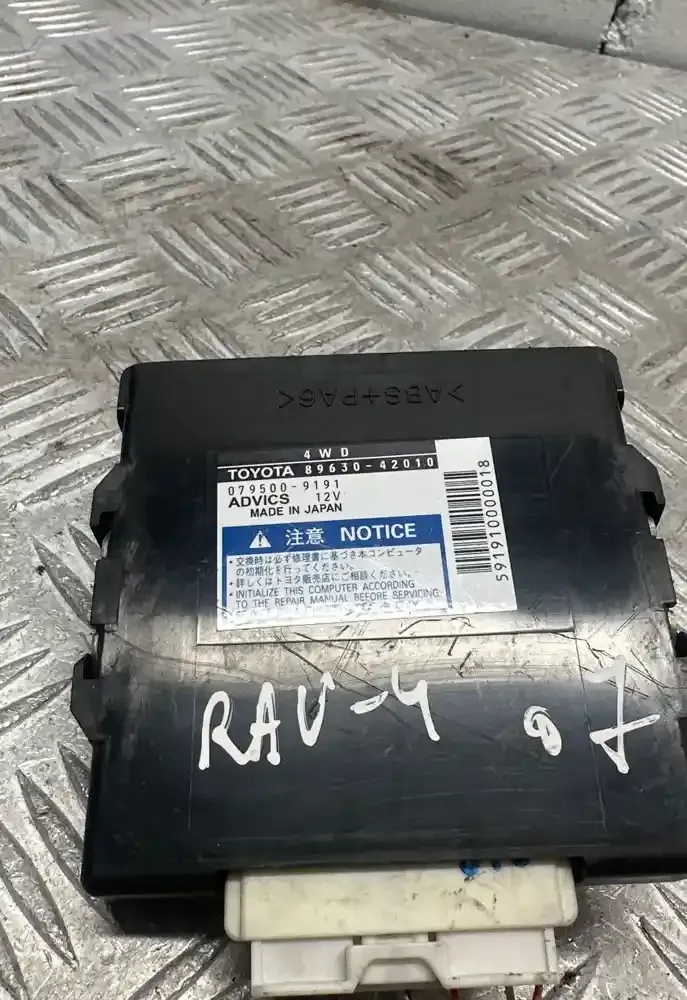 >ABS+PA6<
4WD
TOYOTA 89630-42010
079500-9191
ADVICS 12V
MADE IN JAPAN
注意 NOTICE
・交換時は必ず修理書に基づき本コンピュータ
の初期化を行ってください。
・詳しくはトヨタ販売店にご相談ください。
・INITIALIZE THIS COMPUTER ACCORDING
TO THE REPAIR MANUAL BEFORE SERVICING.
591910000018
RAV-4 07